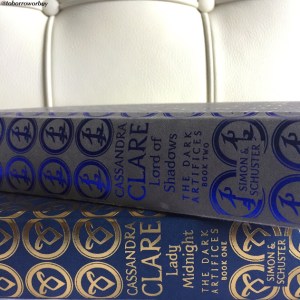 @toborroworbuy
CASSANDRA
CLARE
Lord of
Shadows
THE DARK
ARTIFICES
BOOK TWO
SIMON &
SCHUSTER
CASSANDRA
CLARE
Lady
Midnight
THE DARK
ARTIFICES
BOOK ONE
SIMON &
SCHUSTER